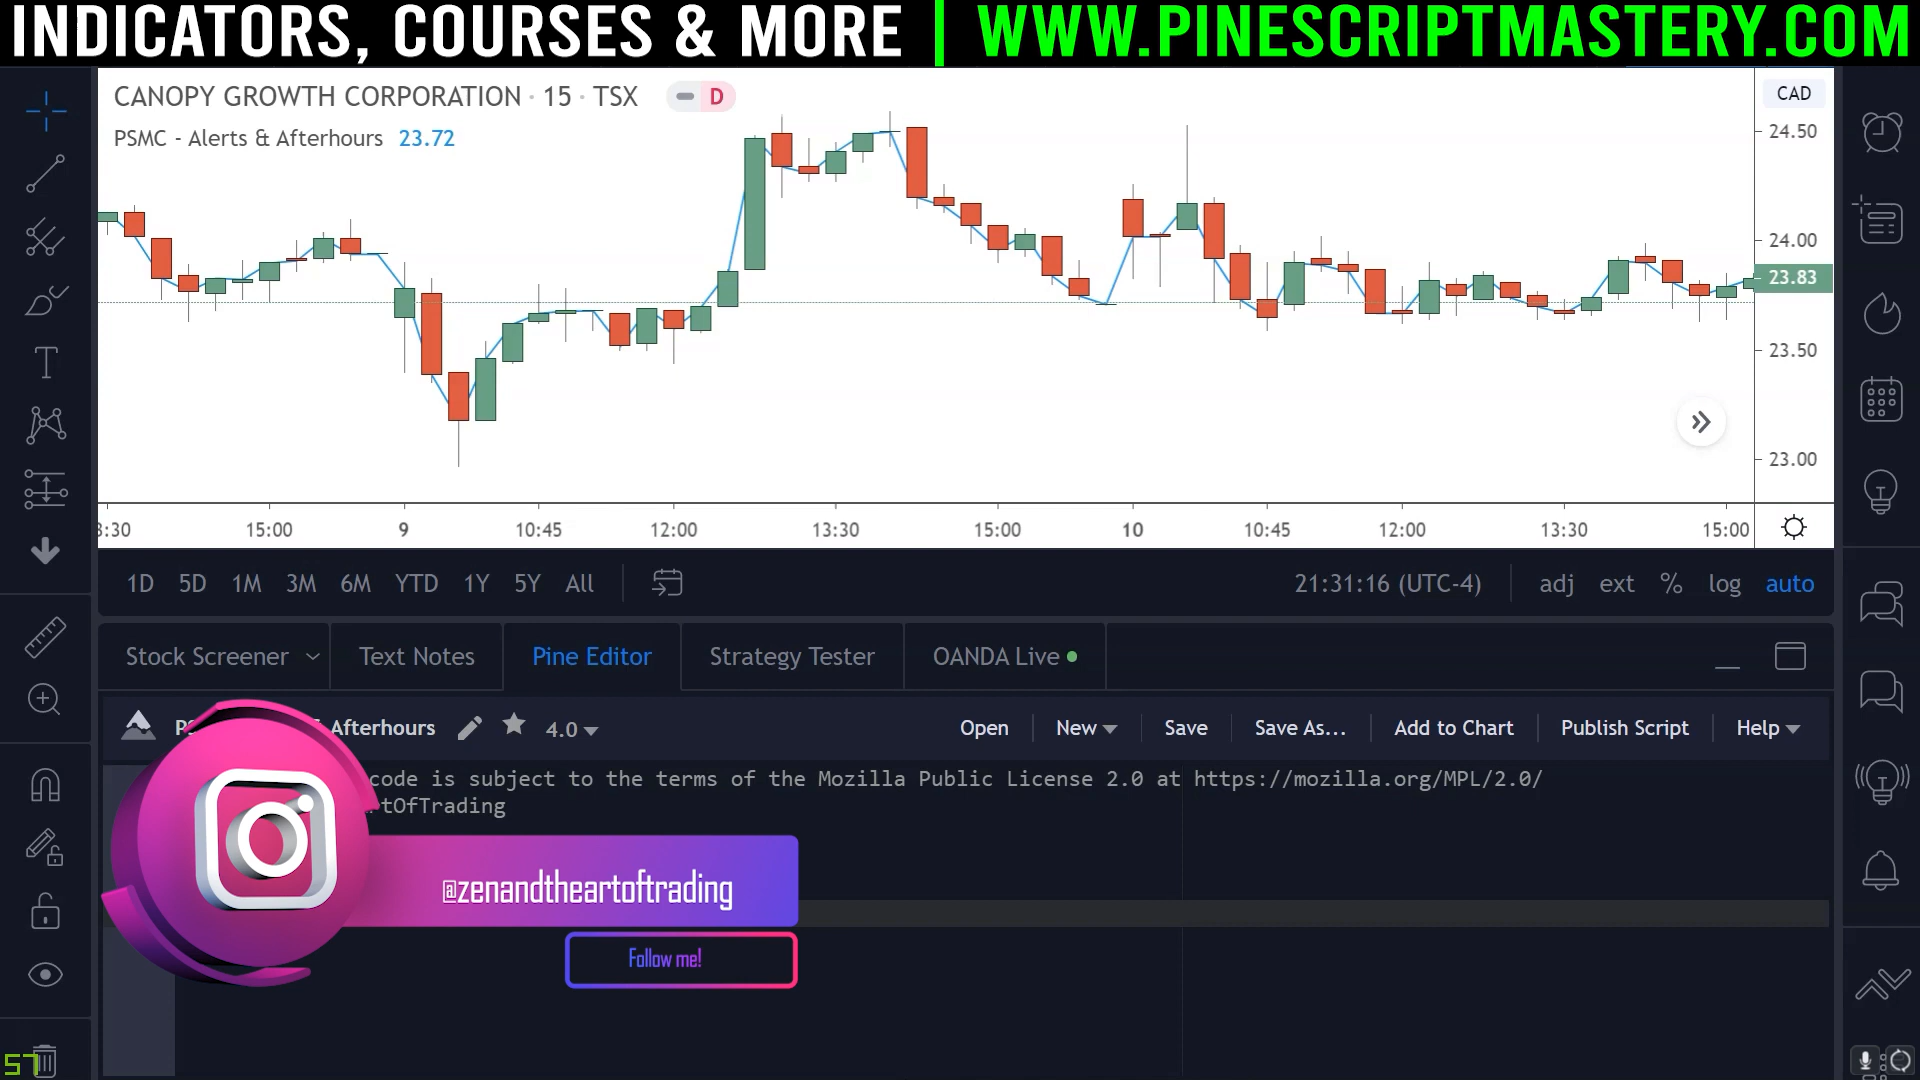 INDICATORS, COURSES & MORE | WWW.PINESCRIPTMASTERY.COM
CANOPY GROWTH CORPORATION · 15 · TSX D
PSMC - Alerts & Afterhours 23.72
CAD
24.50
24.00
23.83
23.50
23.00
3:30 15:00 9 10:45 12:00 13:30 15:00 10 10:45 12:00 13:30 15:00
1D 5D 1M 3M 6M YTD 1Y 5Y All 21:31:16 (UTC-4) adj ext % log auto
Stock Screener Text Notes Pine Editor Strategy Tester OANDA Live
Afterhours 4.0 Open New Save Save As... Add to Chart Publish Script Help
code is subject to the terms of the Mozilla Public License 2.0 at https://mozilla.org/MPL/2.0/
rtOfTrading
@zenandtheartoftrading
Follow me!
57